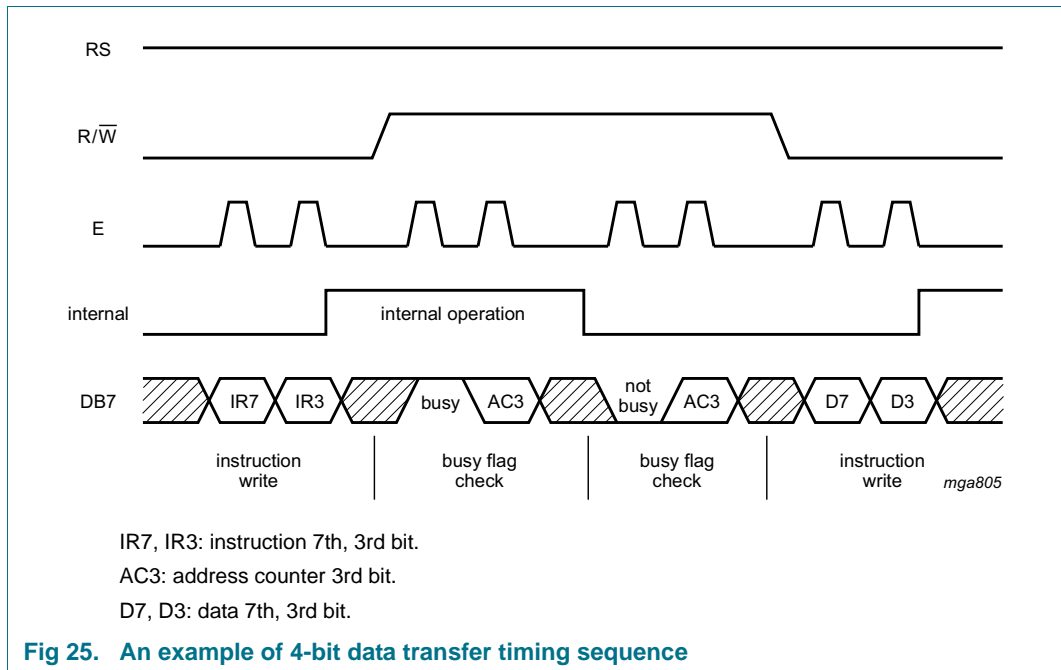 RS
R/W̅
E
internal
internal operation
DB7
IR7
IR3
busy
AC3
not
busy
AC3
D7
D3
instruction
write
busy flag
check
busy flag
check
instruction
write
mga805
IR7, IR3: instruction 7th, 3rd bit.
AC3: address counter 3rd bit.
D7, D3: data 7th, 3rd bit.
Fig 25. An example of 4-bit data transfer timing sequence